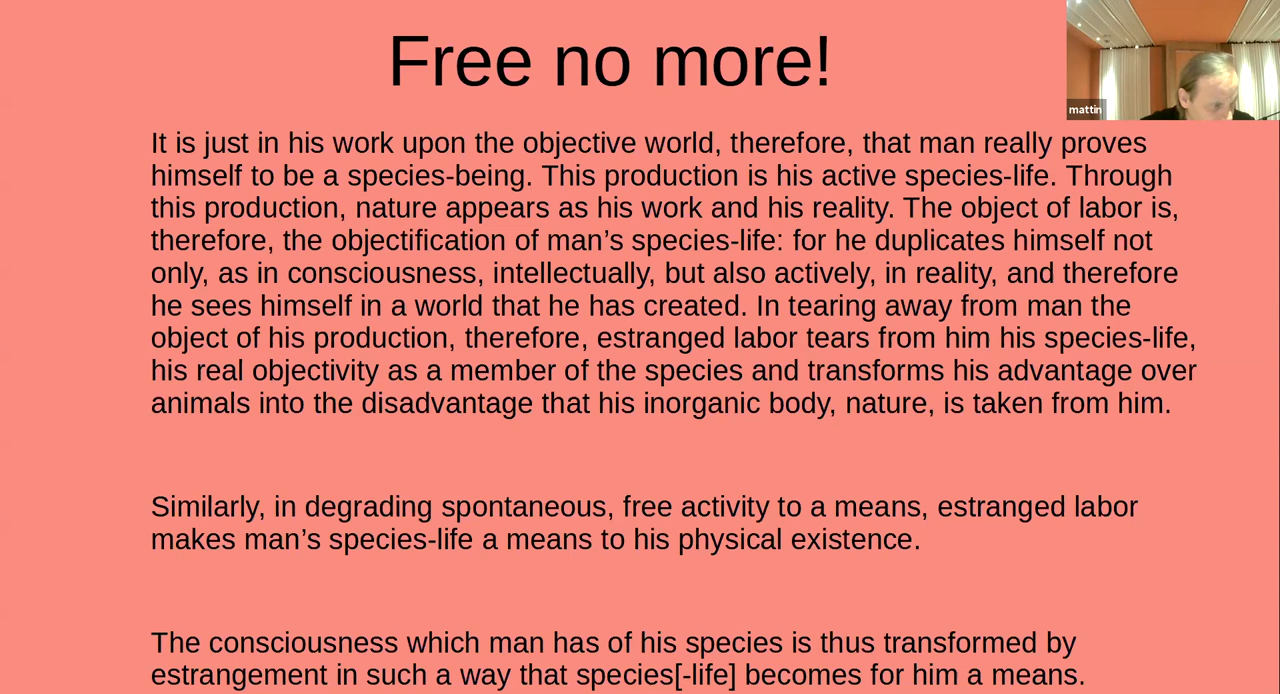 Free no more!
mattin
It is just in his work upon the objective world, therefore, that man really proves
himself to be a species-being. This production is his active species-life. Through
this production, nature appears as his work and his reality. The object of labor is,
therefore, the objectification of man’s species-life: for he duplicates himself not
only, as in consciousness, intellectually, but also actively, in reality, and therefore
he sees himself in a world that he has created. In tearing away from man the
object of his production, therefore, estranged labor tears from him his species-life,
his real objectivity as a member of the species and transforms his advantage over
animals into the disadvantage that his inorganic body, nature, is taken from him.
Similarly, in degrading spontaneous, free activity to a means, estranged labor
makes man’s species-life a means to his physical existence.
The consciousness which man has of his species is thus transformed by
estrangement in such a way that species[-life] becomes for him a means.